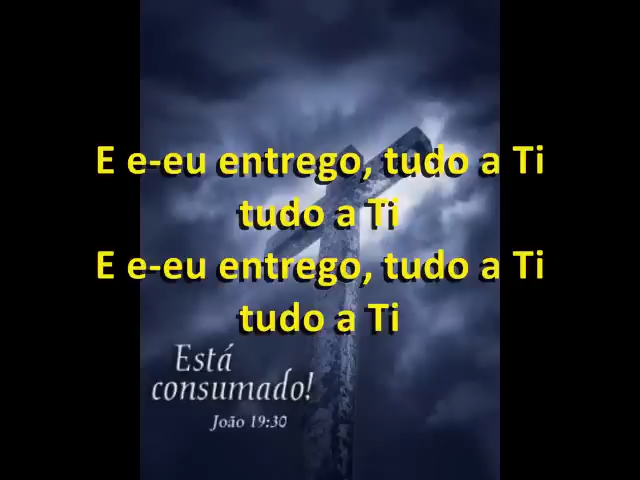 E e-eu entrego, tudo a Ti
tudo a Ti
E e-eu entrego, tudo a Ti
tudo a Ti
Está
consumado!
João 19:30